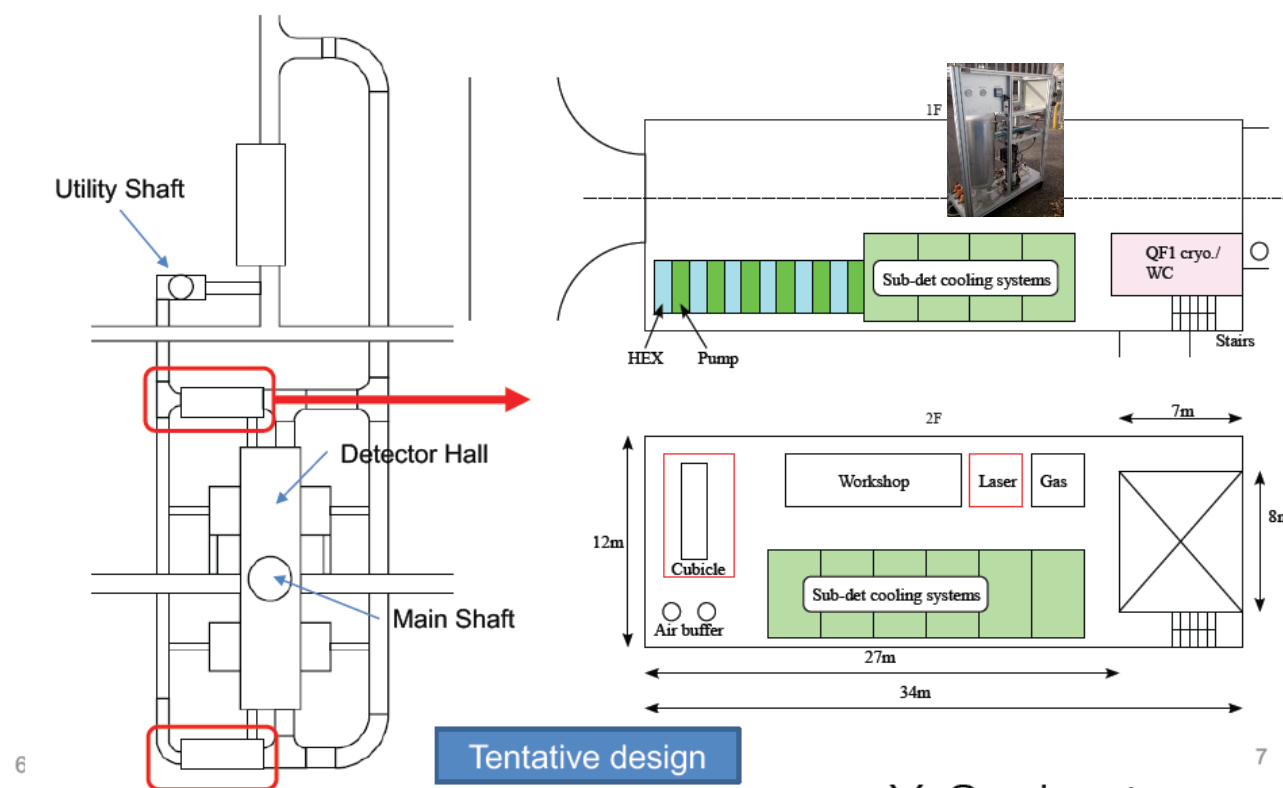 Utility Shaft
Detector Hall
Main Shaft
1F
Sub-det cooling systems
QF1 cryo./
WC
HEX
Pump
Stairs
2F
7m
Workshop
Laser
Gas
12m
Cubicle
Sub-det cooling systems
Air buffer
27m
34m
Tentative design
6
7